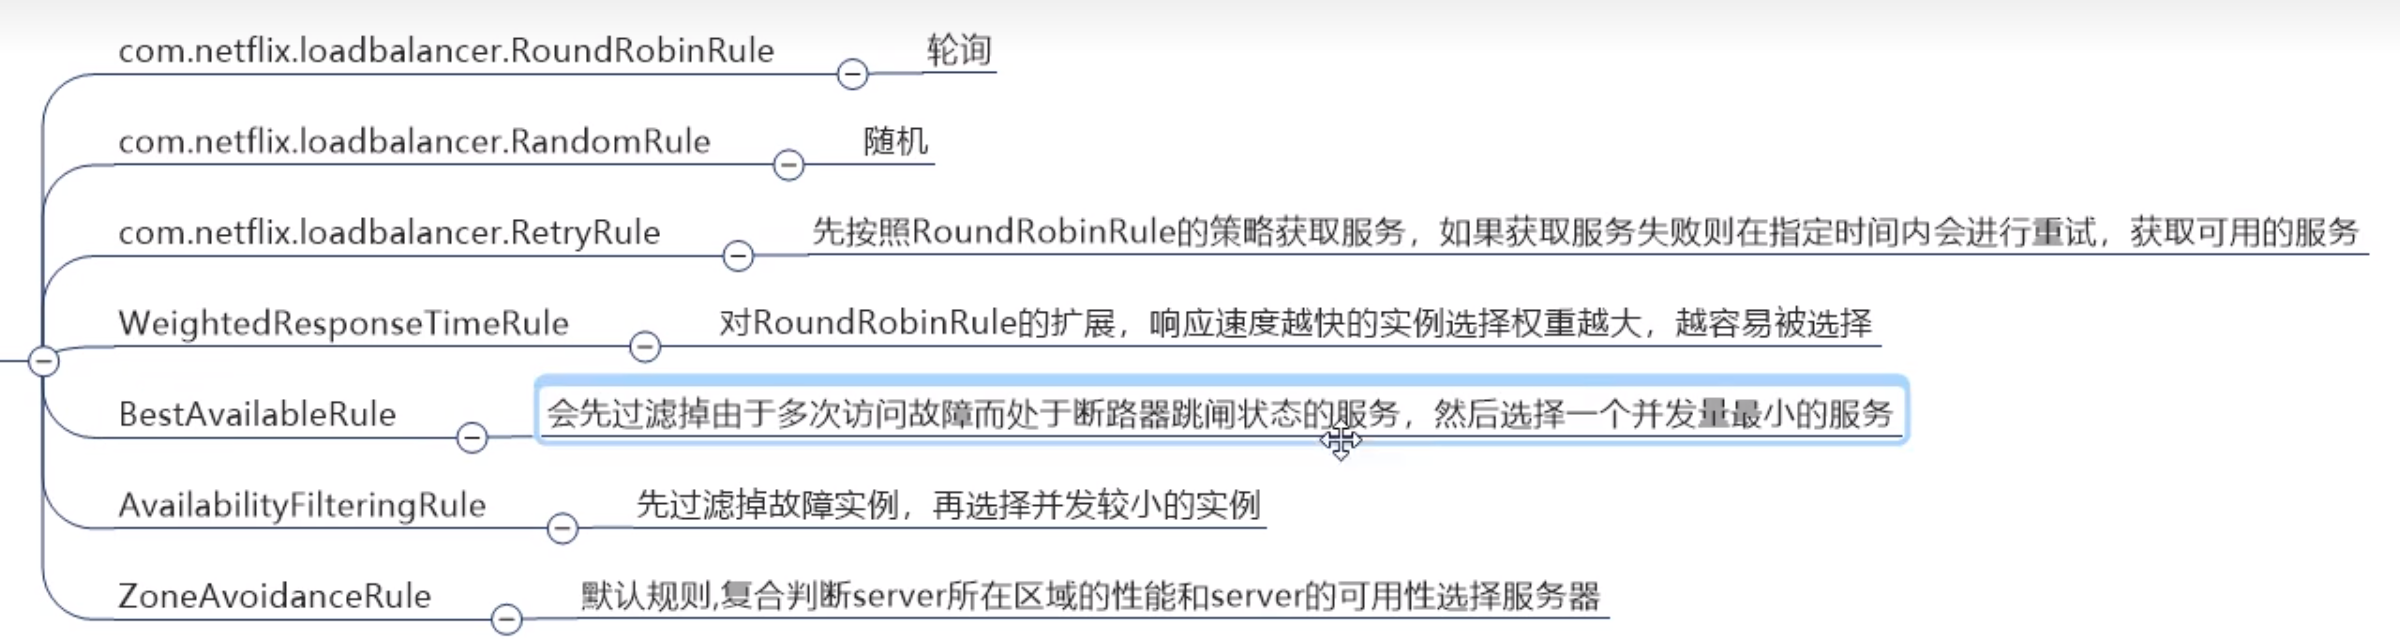 com.netflix.loadbalancer.RoundRobinRule 轮询
com.netflix.loadbalancer.RandomRule 随机
com.netflix.loadbalancer.RetryRule 先按照RoundRobinRule的策略获取服务，如果获取服务失败则在指定时间内会进行重试，获取可用的服务
WeightedResponseTimeRule 对RoundRobinRule的扩展，响应速度越快的实例选择权重越大，越容易被选择
BestAvailableRule 会先过滤掉由于多次访问故障而处于断路器跳闸状态的服务，然后选择一个并发量最小的服务
AvailabilityFilteringRule 先过滤掉故障实例，再选择并发较小的实例
ZoneAvoidanceRule 默认规则,复合判断server所在区域的性能和server的可用性选择服务器